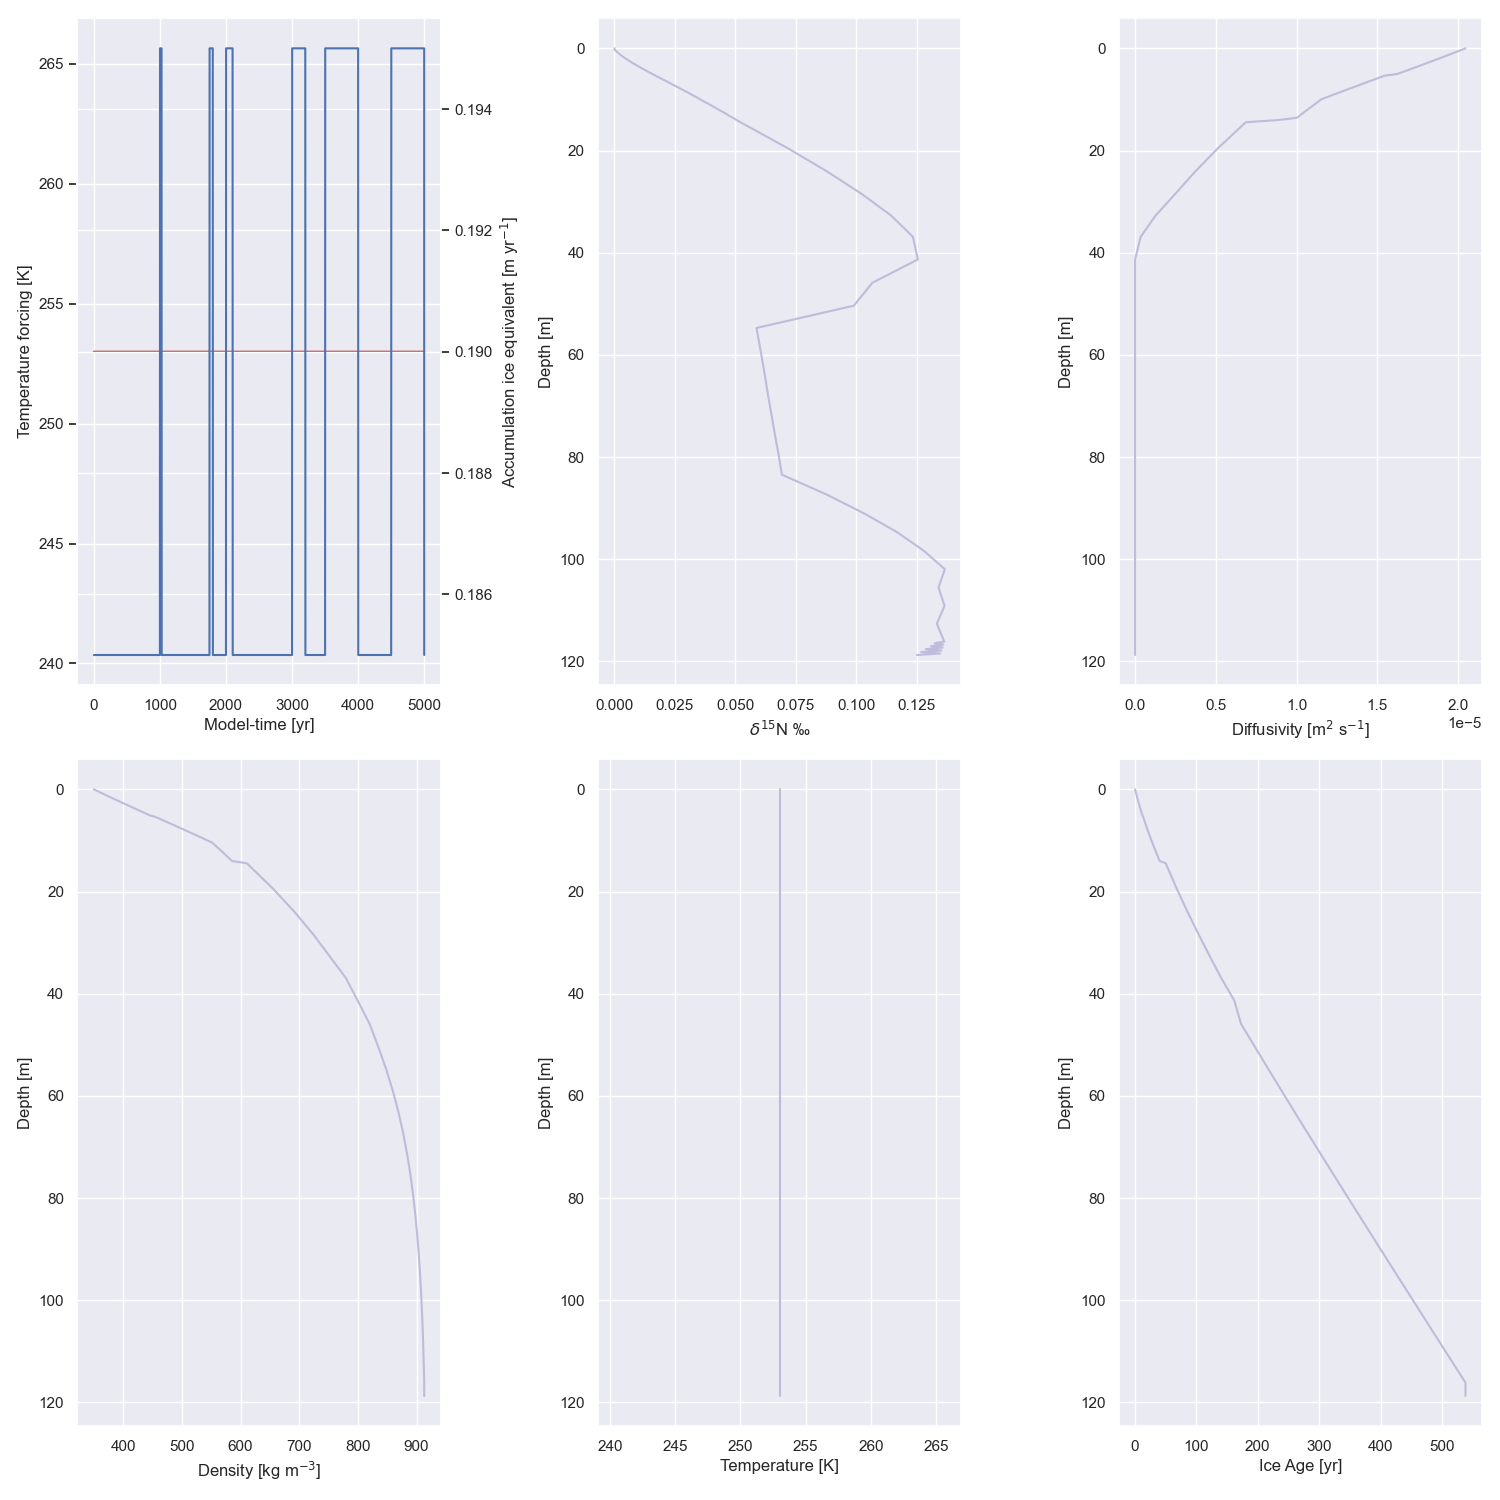 265
260
255
250
245
240
Temperature forcing [K]
0 1000 2000 3000 4000 5000
Model-time [yr]
0.194
0.192
0.190
0.188
0.186
Accumulation ice equivalent [m yr⁻¹]
0
20
40
60
80
100
120
Depth [m]
0.000 0.025 0.050 0.075 0.100 0.125
δ¹⁵N ‰
0
20
40
60
80
100
120
Depth [m]
0.0 0.5 1.0 1.5 2.0
1e−5
Diffusivity [m² s⁻¹]
0
20
40
60
80
100
120
Depth [m]
400 500 600 700 800 900
Density [kg m⁻³]
0
20
40
60
80
100
120
Depth [m]
240 245 250 255 260 265
Temperature [K]
0
20
40
60
80
100
120
Depth [m]
0 100 200 300 400 500
Ice Age [yr]